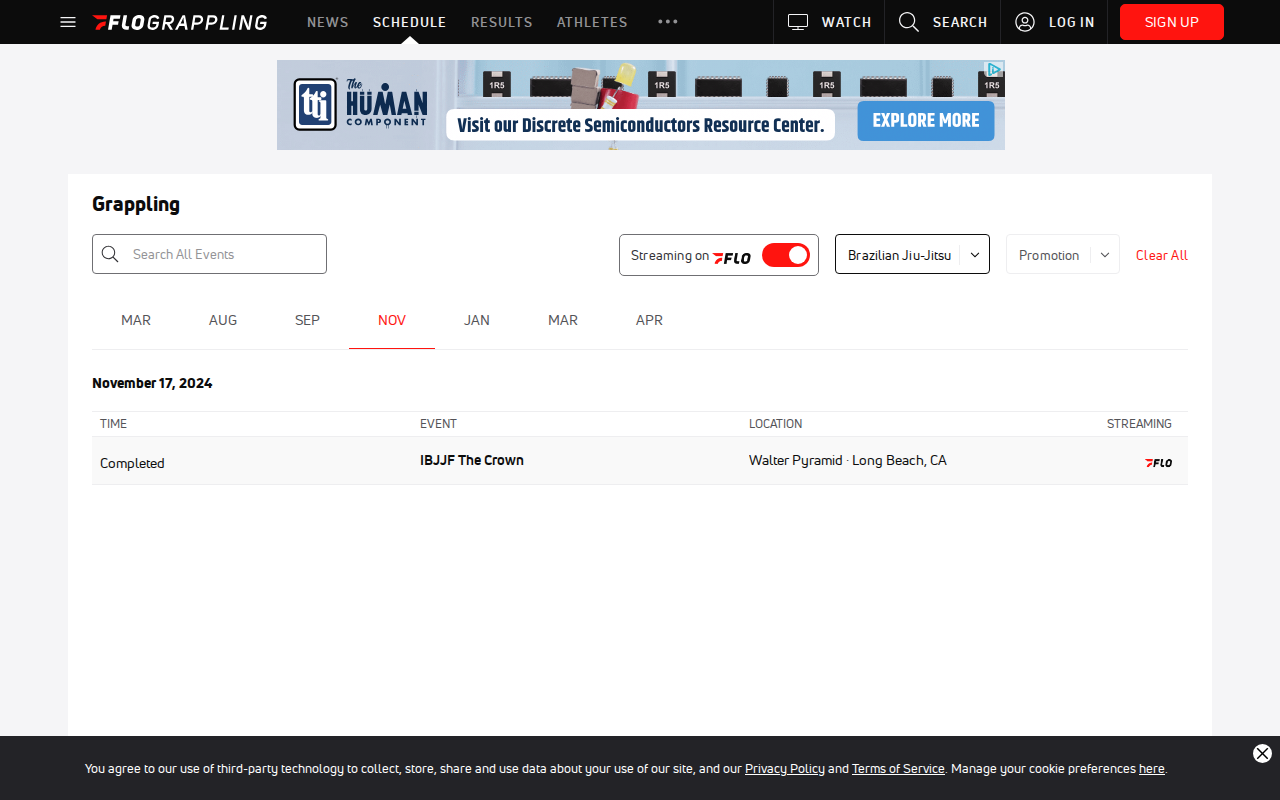 FLOGRAPPLING NEWS SCHEDULE RESULTS ATHLETES WATCH SEARCH LOG IN SIGN UP
tti The HUMAN COMPONENT
1R5 1R5 1R5 1R5
Visit our Discrete Semiconductors Resource Center.
EXPLORE MORE
Grappling
Search All Events Streaming on FLO Brazilian Jiu-Jitsu Promotion Clear All
MAR AUG SEP NOV JAN MAR APR
November 17, 2024
TIME EVENT LOCATION STREAMING
Completed IBJJF The Crown Walter Pyramid · Long Beach, CA FLO
You agree to our use of third-party technology to collect, store, share and use data about your use of our site, and our Privacy Policy and Terms of Service. Manage your cookie preferences here.